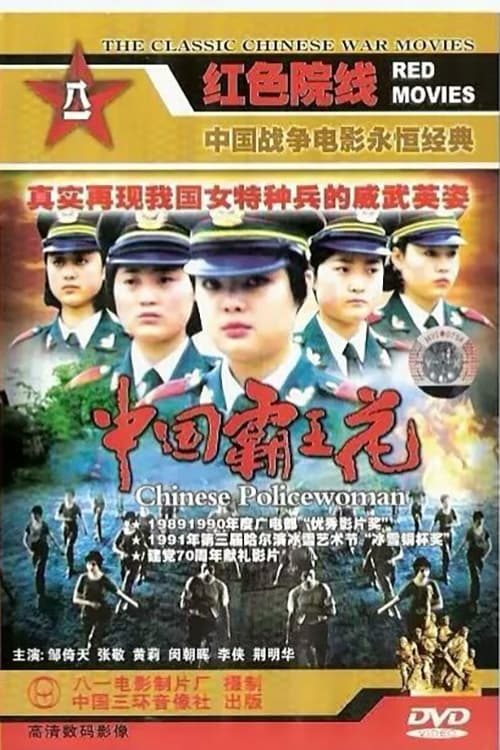 THE CLASSIC CHINESE WAR MOVIES
八一
红色院线
RED
MOVIES
中国战争电影永恒经典
真实再现我国女特种兵的威武英姿
中国霸王花
Chinese Policewoman
★ 19891990年度广电部“优秀影片奖”
★ 1991年第三届哈尔滨冰雪艺术节“冰雪铜杯奖”
★ 建党70周年献礼影片
主演: 邹倚天 张敬 黄莉 闵朝晖 李侠 荆明华
八一电影制片厂 摄制
中国三环音像社 出版
高清数码影像
DVD
VIDEO